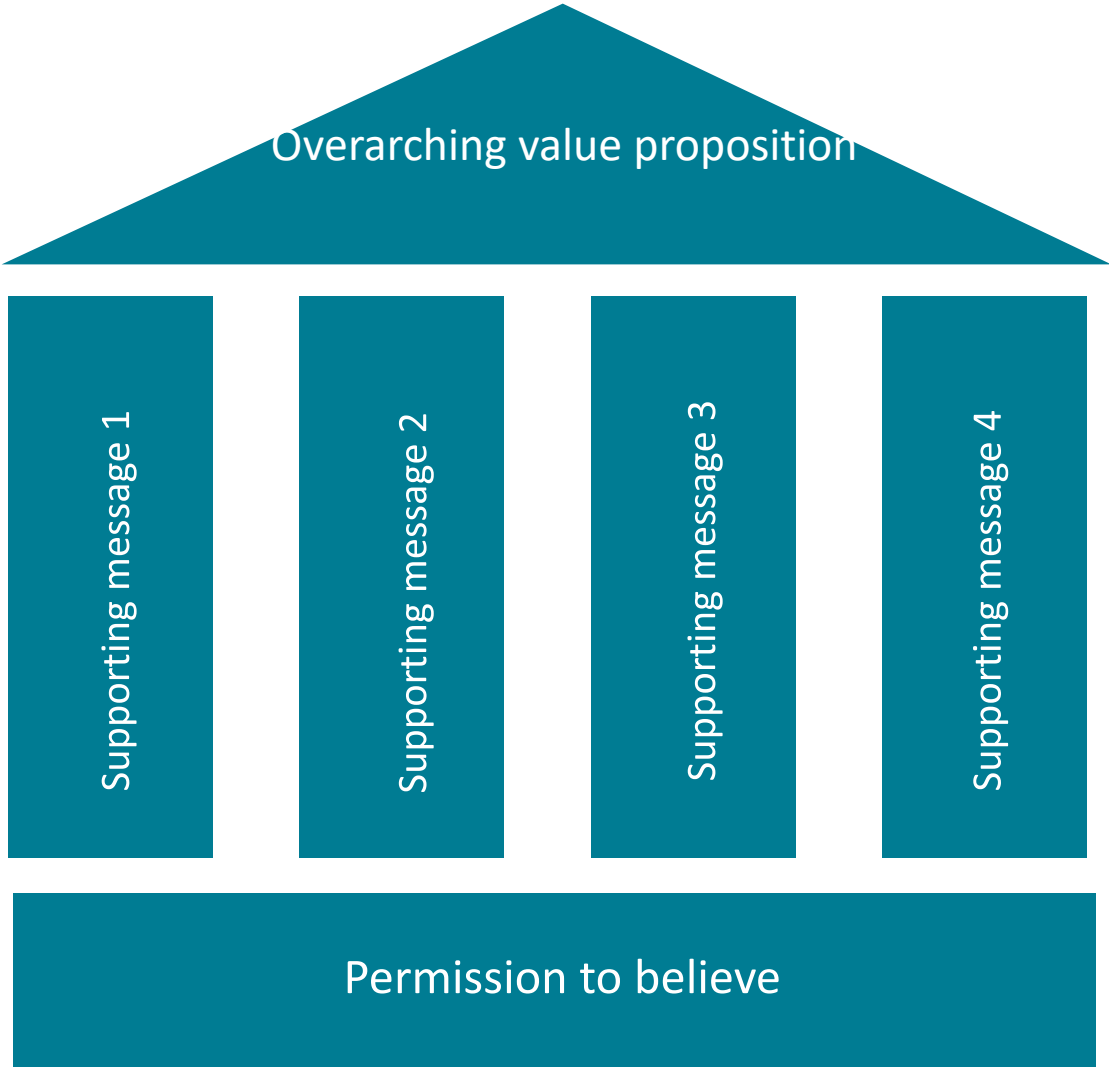 Overarching value proposition
Supporting message 1
Supporting message 2
Supporting message 3
Supporting message 4
Permission to believe